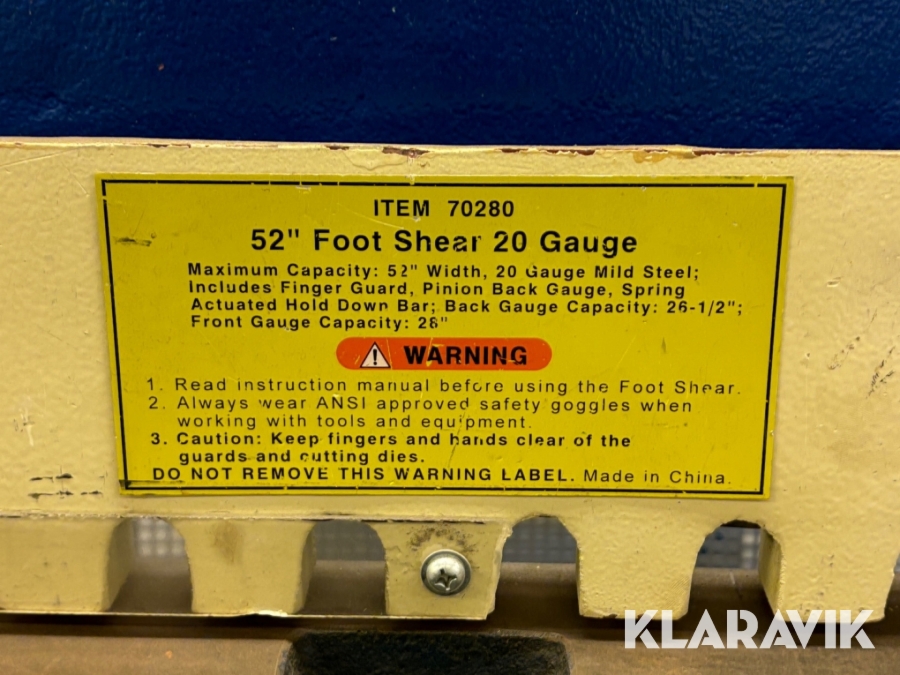 ITEM 70280
52" Foot Shear 20 Gauge
Maximum Capacity: 52" Width, 20 Gauge Mild Steel;
Includes Finger Guard, Pinion Back Gauge, Spring
Actuated Hold Down Bar; Back Gauge Capacity: 26-1/2";
Front Gauge Capacity: 28"
WARNING
1. Read instruction manual before using the Foot Shear.
2. Always wear ANSI approved safety goggles when
working with tools and equipment.
3. Caution: Keep fingers and hands clear of the
guards and cutting dies.
DO NOT REMOVE THIS WARNING LABEL. Made in China.
KLARAVIK